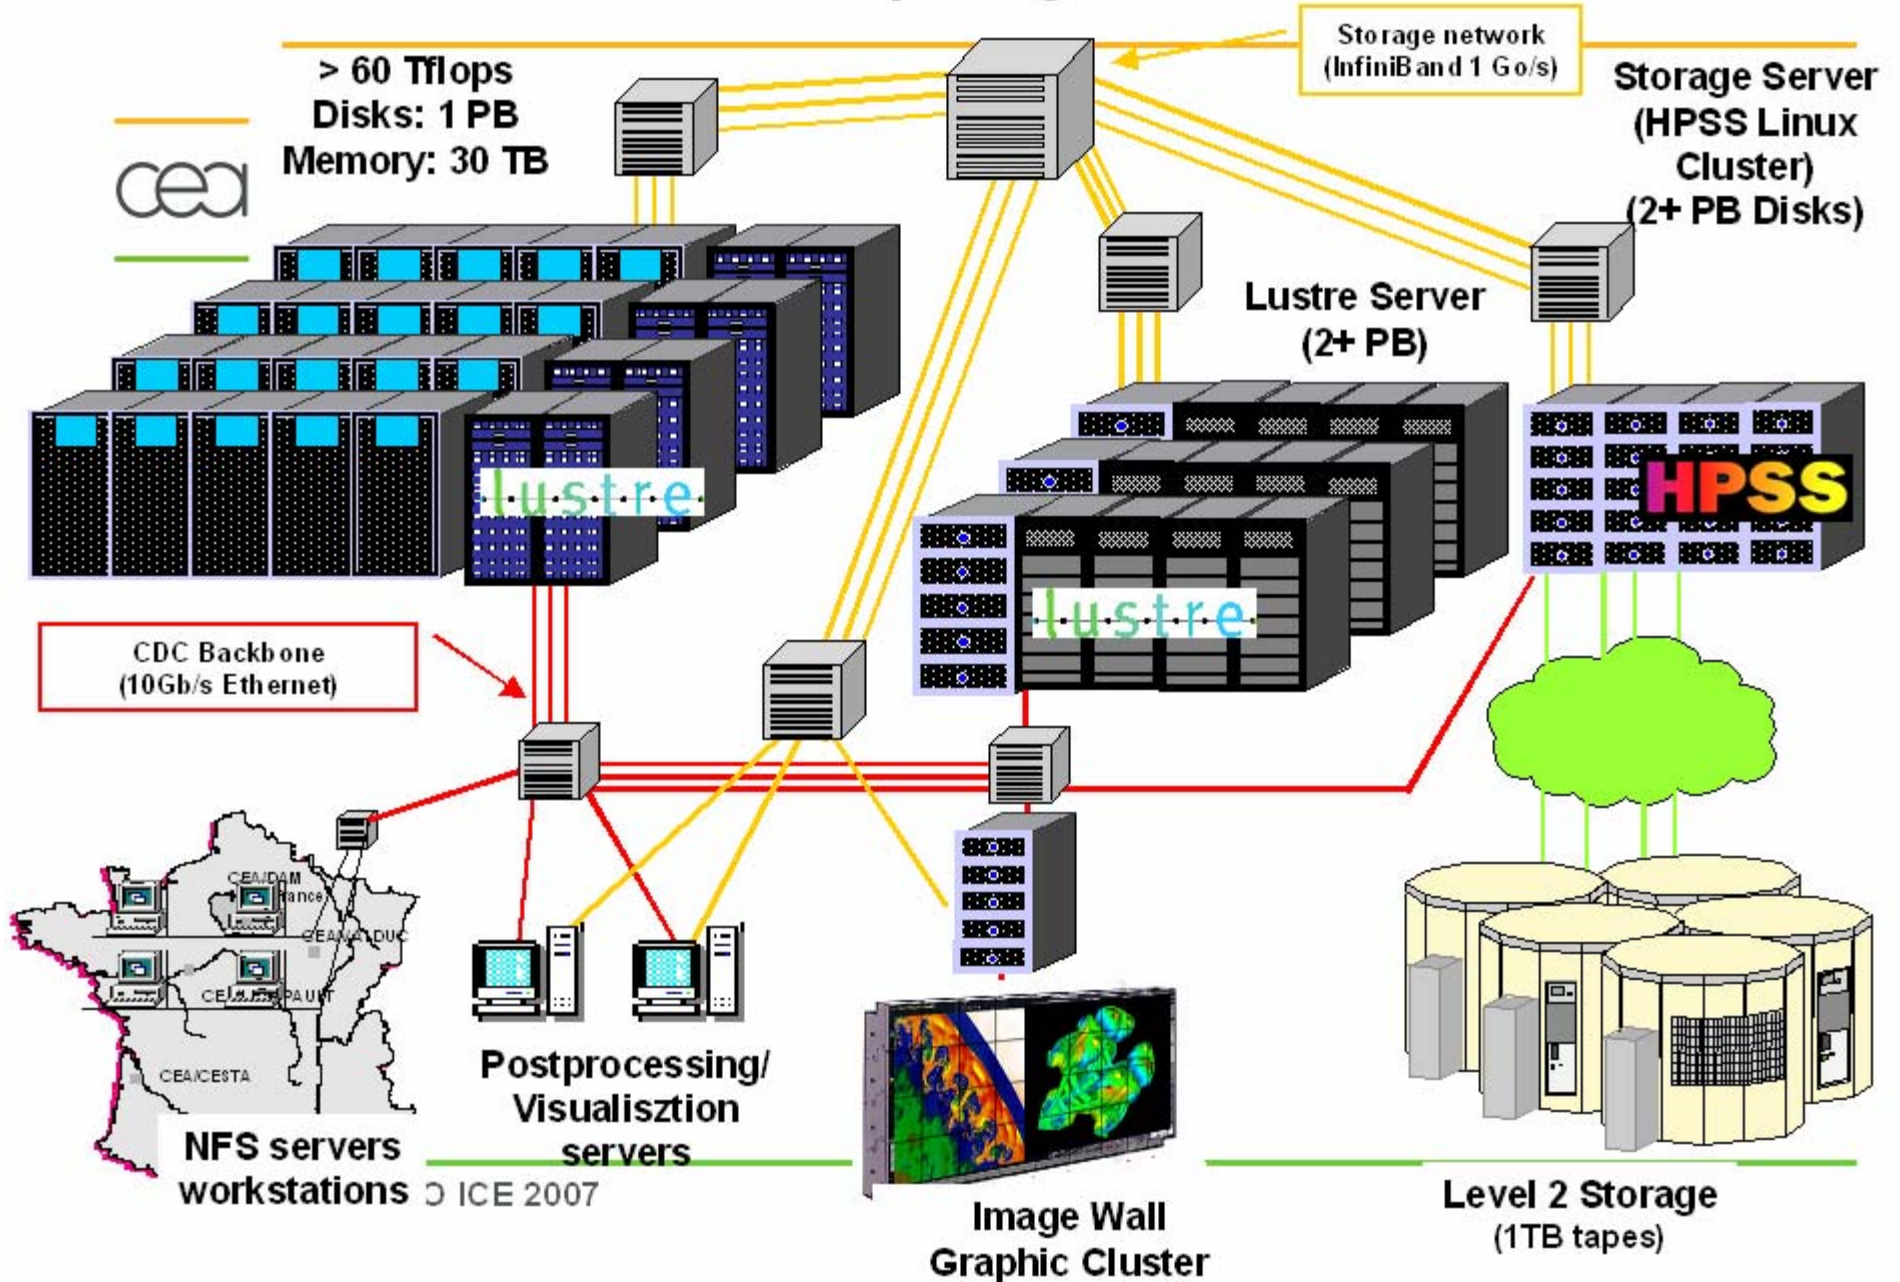 Storage network
(InfiniBand 1 Go/s)
> 60 Tflops
Disks: 1 PB
Memory: 30 TB
cea
Storage Server
(HPSS Linux
Cluster)
(2+ PB Disks)
Lustre Server
(2+ PB)
lustre
HPSS
lustre
CDC Backbone
(10Gb/s Ethernet)
CEA/DAM
CEA/CESTA
NFS servers
workstations
ICE 2007
Postprocessing/
Visualisztion
servers
Image Wall
Graphic Cluster
Level 2 Storage
(1TB tapes)